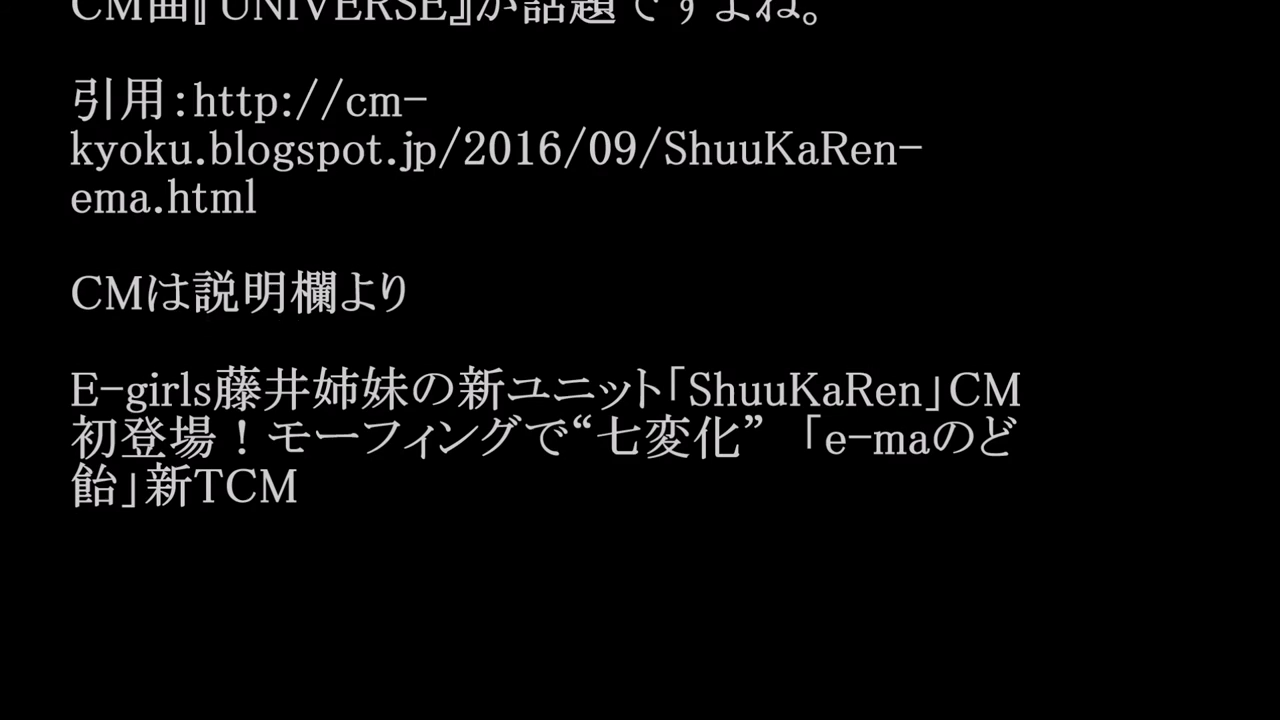 CM曲『UNIVERSE』が話題ですよね。
引用：http://cm-
kyoku.blogspot.jp/2016/09/ShuuKaRen-
ema.html
CMは説明欄より
E-girls藤井姉妹の新ユニット「ShuuKaRen」CM
初登場！モーフィングで“七変化”　「e-maのど
飴」新TCM